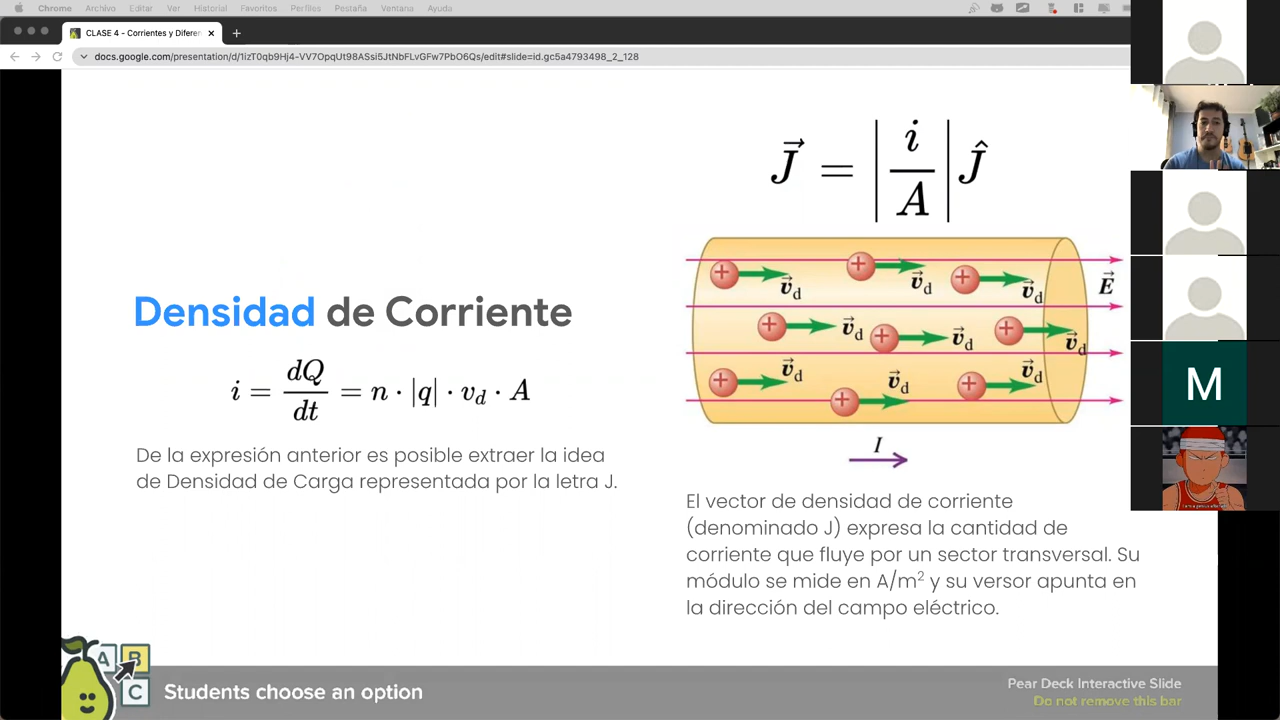 Chrome Archivo Editar Ver Historial Favoritos Perfiles Pestaña Ventana Ayuda
CLASE 4 - Corrientes y Diferen
docs.google.com/presentation/d/1izT0qb9Hj4-VV7OpqUt98ASsi5JtNbFLvGFw7PbO6Qs/edit#slide=id.gc5a4793498_2_128
J⃗ = |i/A| Ĵ
Densidad de Corriente
i = dQ/dt = n · |q| · v_d · A
De la expresión anterior es posible extraer la idea
de Densidad de Carga representada por la letra J.
+ v⃗d + v⃗d + v⃗d E⃗
+ v⃗d + v⃗d + v⃗d
+ v⃗d + v⃗d + v⃗d
I
El vector de densidad de corriente
(denominado J) expresa la cantidad de
corriente que fluye por un sector transversal. Su
módulo se mide en A/m² y su versor apunta en
la dirección del campo eléctrico.
M
A B
C
Students choose an option
Pear Deck Interactive Slide
Do not remove this bar